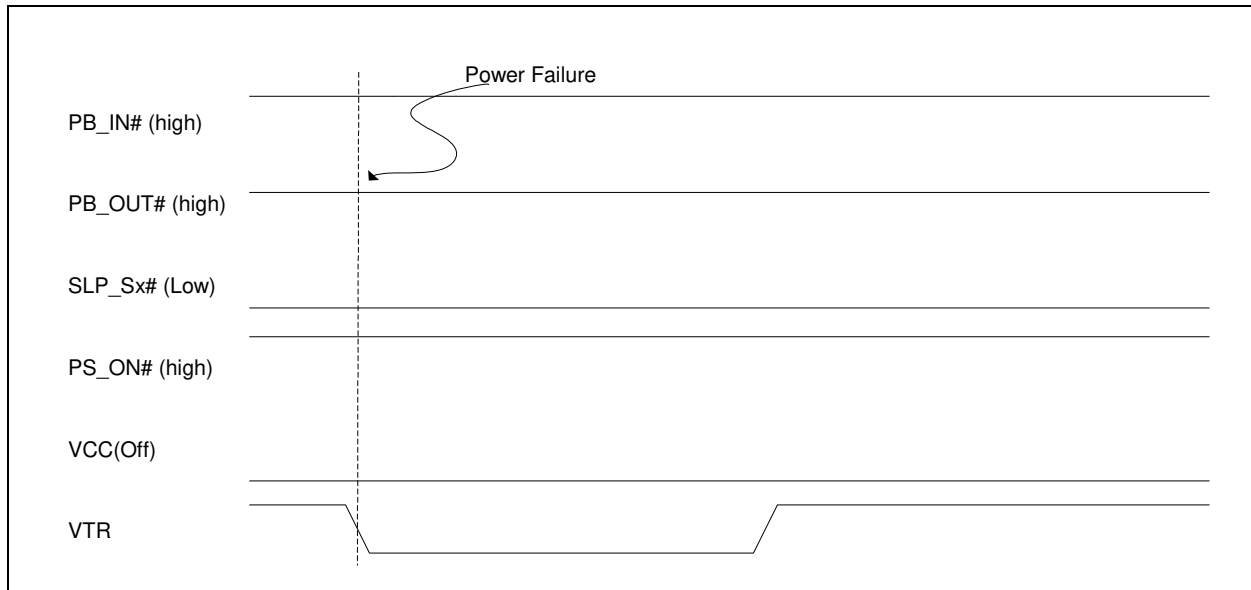 Power Failure
PB_IN# (high)
PB_OUT# (high)
SLP_Sx# (Low)
PS_ON# (high)
VCC(Off)
VTR